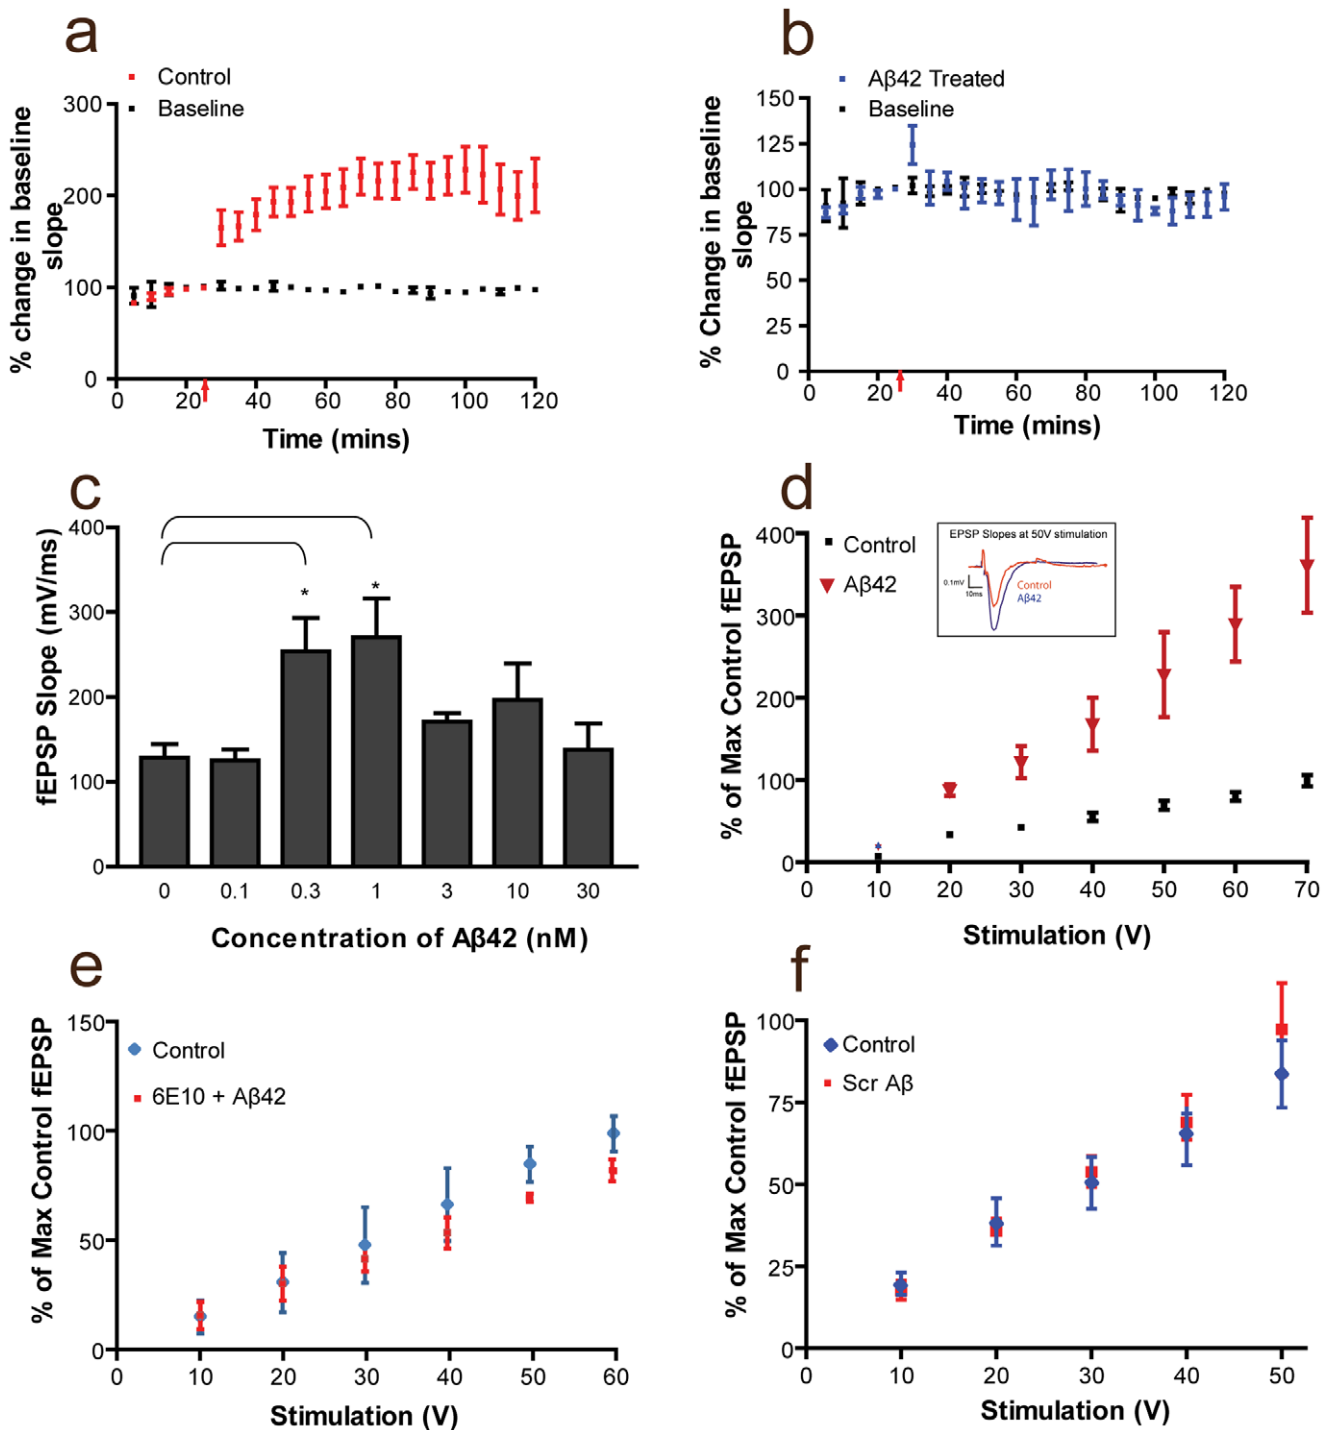 a
Control
Baseline
% change in baseline
slope
300
200
100
0
0 20 40 60 80 100 120
Time (mins)
b
Aβ42 Treated
Baseline
% Change in baseline
slope
150
125
100
75
50
25
0
0 20 40 60 80 100 120
Time (mins)
c
fEPSP Slope (mV/ms)
400
300
200
100
0
* *
0 0.1 0.3 1 3 10 30
Concentration of Aβ42 (nM)
d
Control
Aβ42
EPSP Slopes at 50V stimulation
0.1mV
10ms
Control
Aβ42
% of Max Control fEPSP
400
300
200
100
0
0 10 20 30 40 50 60 70
Stimulation (V)
e
Control
6E10 + Aβ42
% of Max Control fEPSP
150
100
50
0
0 10 20 30 40 50 60
Stimulation (V)
f
Control
Scr Aβ
% of Max Control fEPSP
100
75
50
25
0
0 10 20 30 40 50
Stimulation (V)